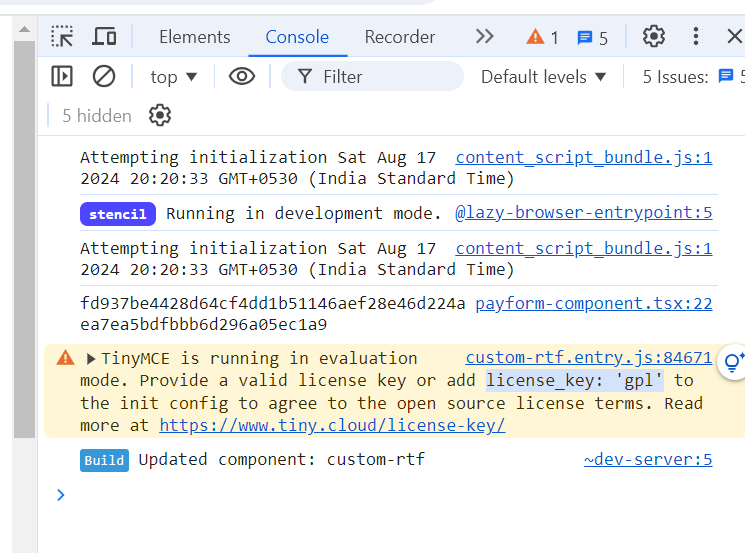 Elements Console Recorder 1 5
top Filter Default levels 5 Issues:
5 hidden
Attempting initialization Sat Aug 17 content_script_bundle.js:1
2024 20:20:33 GMT+0530 (India Standard Time)
stencil Running in development mode. @lazy-browser-entrypoint:5
Attempting initialization Sat Aug 17 content_script_bundle.js:1
2024 20:20:33 GMT+0530 (India Standard Time)
fd937be4428d64cf4dd1b51146aef28e46d224a payform-component.tsx:22
ea7ea5bdfbbb6d296a05ec1a9
TinyMCE is running in evaluation custom-rtf.entry.js:84671
mode. Provide a valid license key or add license_key: 'gpl' to
the init config to agree to the open source license terms. Read
more at https://www.tiny.cloud/license-key/
Build Updated component: custom-rtf ~dev-server:5